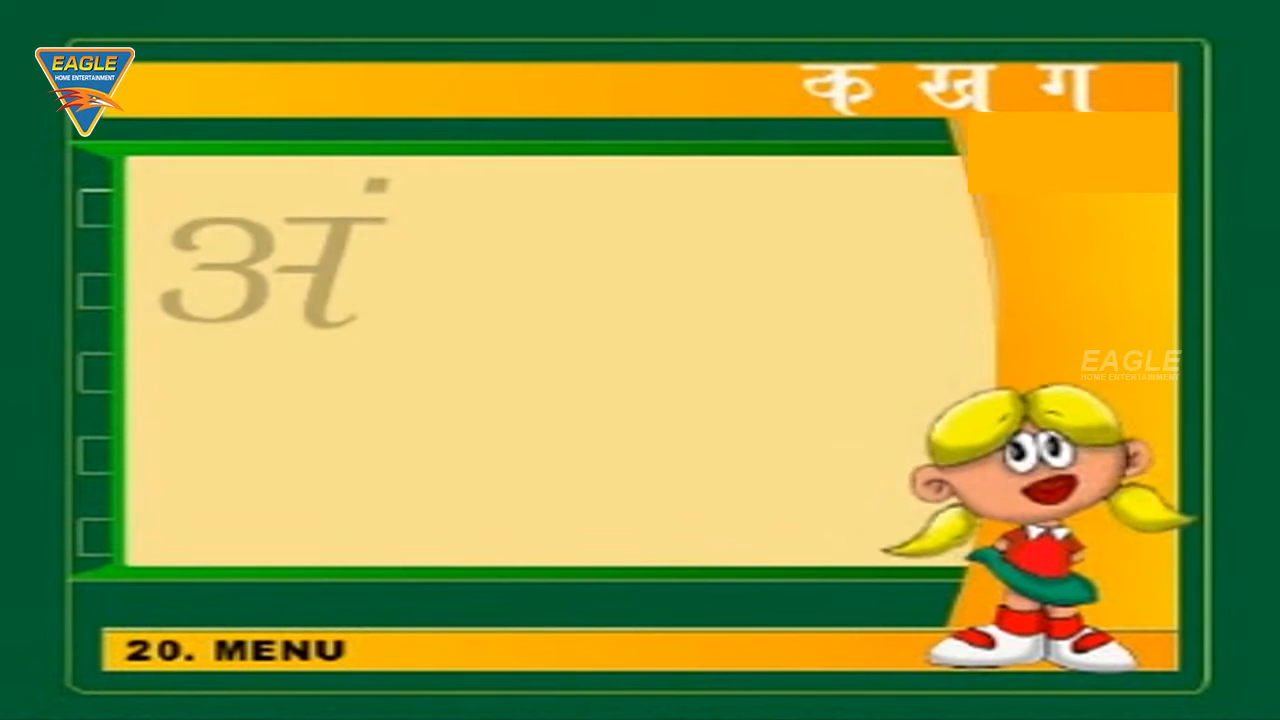 EAGLE
HOME ENTERTAINMENT
क ख ग
अं
EAGLE
HOME ENTERTAINMENT
20. MENU